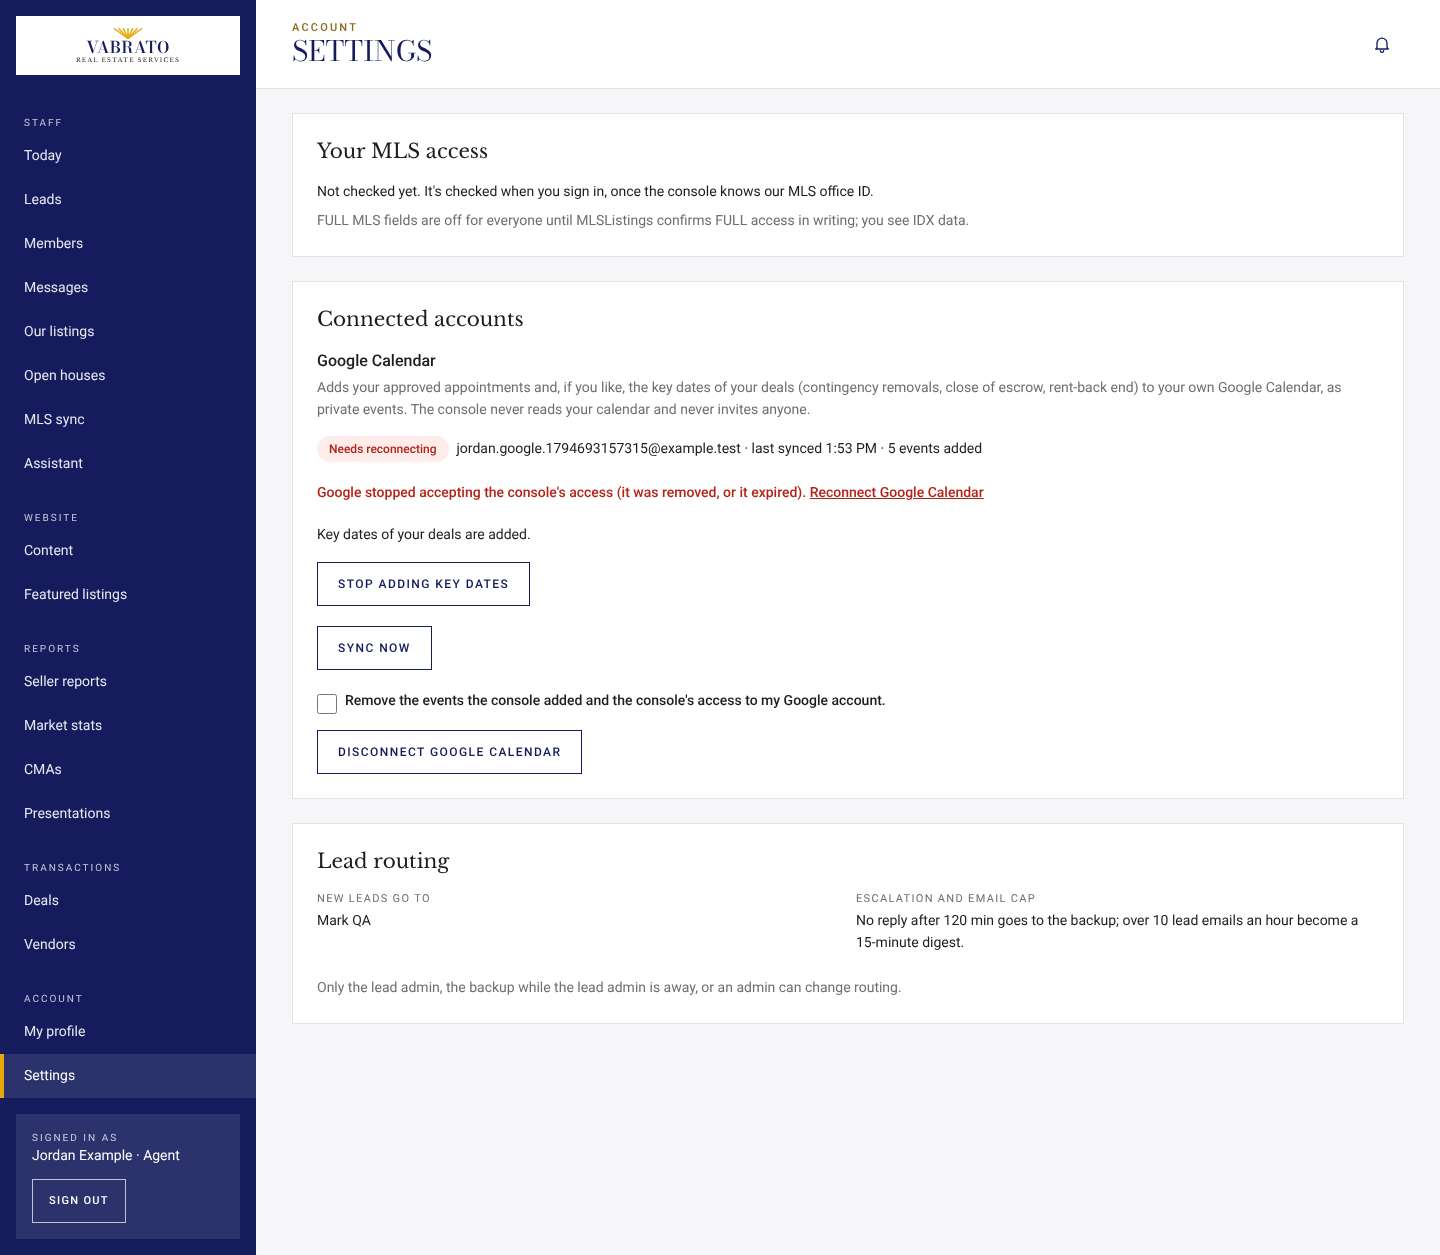 VABRATO
REAL ESTATE SERVICES
STAFF
Today
Leads
Members
Messages
Our listings
Open houses
MLS sync
Assistant
WEBSITE
Content
Featured listings
REPORTS
Seller reports
Market stats
CMAs
Presentations
TRANSACTIONS
Deals
Vendors
ACCOUNT
My profile
Settings
SIGNED IN AS
Jordan Example · Agent
SIGN OUT
ACCOUNT
SETTINGS
Your MLS access
Not checked yet. It's checked when you sign in, once the console knows our MLS office ID.
FULL MLS fields are off for everyone until MLSListings confirms FULL access in writing; you see IDX data.
Connected accounts
Google Calendar
Adds your approved appointments and, if you like, the key dates of your deals (contingency removals, close of escrow, rent-back end) to your own Google Calendar, as
private events. The console never reads your calendar and never invites anyone.
Needs reconnecting jordan.google.1794693157315@example.test · last synced 1:53 PM · 5 events added
Google stopped accepting the console's access (it was removed, or it expired). Reconnect Google Calendar
Key dates of your deals are added.
STOP ADDING KEY DATES
SYNC NOW
Remove the events the console added and the console's access to my Google account.
DISCONNECT GOOGLE CALENDAR
Lead routing
NEW LEADS GO TO
Mark QA
ESCALATION AND EMAIL CAP
No reply after 120 min goes to the backup; over 10 lead emails an hour become a
15-minute digest.
Only the lead admin, the backup while the lead admin is away, or an admin can change routing.